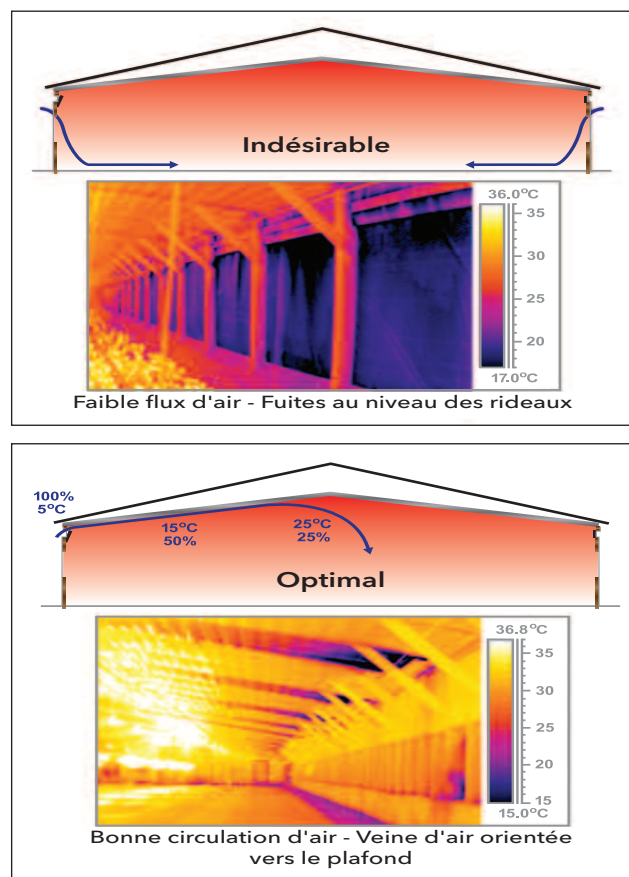 Indésirable
36.0°C
35
30
25
20
17.0°C
Faible flux d'air - Fuites au niveau des rideaux
100%
5°C
15°C
50%
25°C
25%
Optimal
36.8°C
35
30
25
20
15
15.0°C
Bonne circulation d'air - Veine d'air orientée
vers le plafond